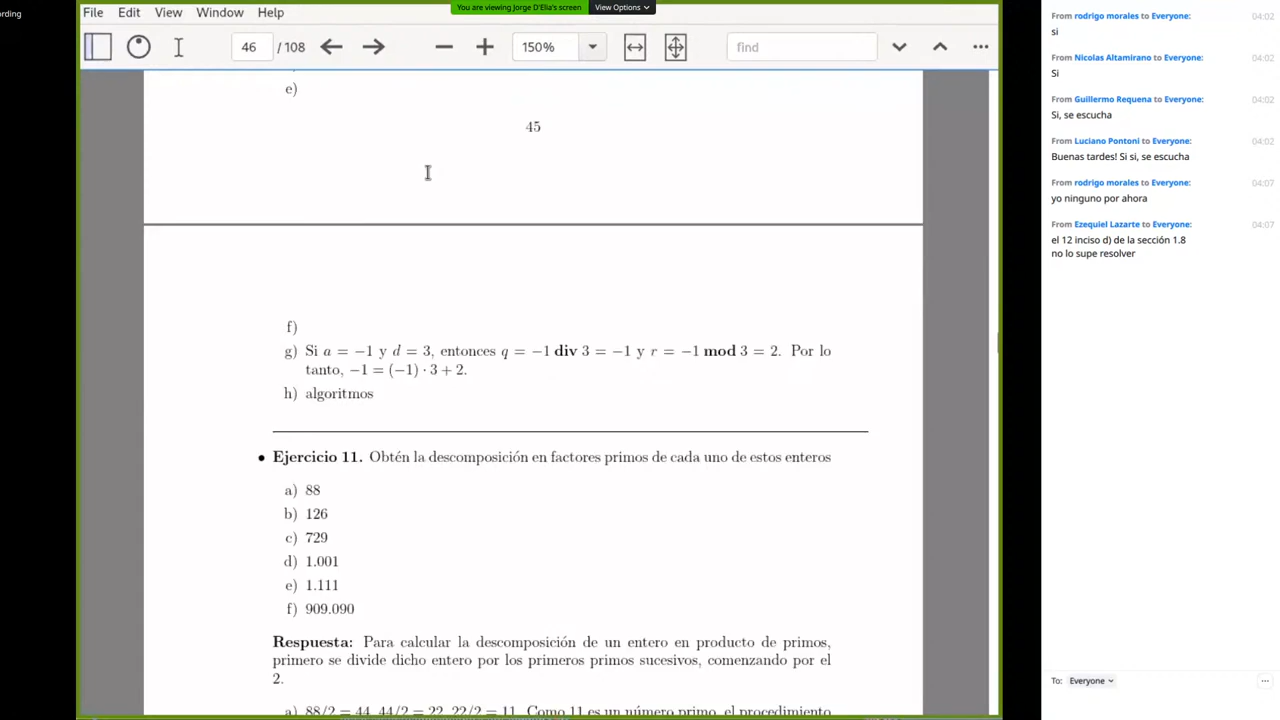 ording
File Edit View Window Help
You are viewing Jorge D'Elia's screen
View Options
46 / 108
150%
find
e)
45
f)
g) Si a = −1 y d = 3, entonces q = −1 div 3 = −1 y r = −1 mod 3 = 2. Por lo
tanto, −1 = (−1) · 3 + 2.
h) algoritmos
• Ejercicio 11. Obtén la descomposición en factores primos de cada uno de estos enteros
a) 88
b) 126
c) 729
d) 1.001
e) 1.111
f) 909.090
Respuesta: Para calcular la descomposición de un entero en producto de primos,
primero se divide dicho entero por los primeros primos sucesivos, comenzando por el
2.
a) 88/2 = 44, 44/2 = 22, 22/2 = 11. Como 11 es un número primo, el procedimiento
From rodrigo morales to Everyone: 04:02
si
From Nicolas Altamirano to Everyone: 04:02
Si
From Guillermo Requena to Everyone: 04:02
Si, se escucha
From Luciano Pontoni to Everyone: 04:02
Buenas tardes! Si si, se escucha
From rodrigo morales to Everyone: 04:07
yo ninguno por ahora
From Ezequiel Lazarte to Everyone: 04:07
el 12 inciso d) de la sección 1.8
no lo supe resolver
To: Everyone